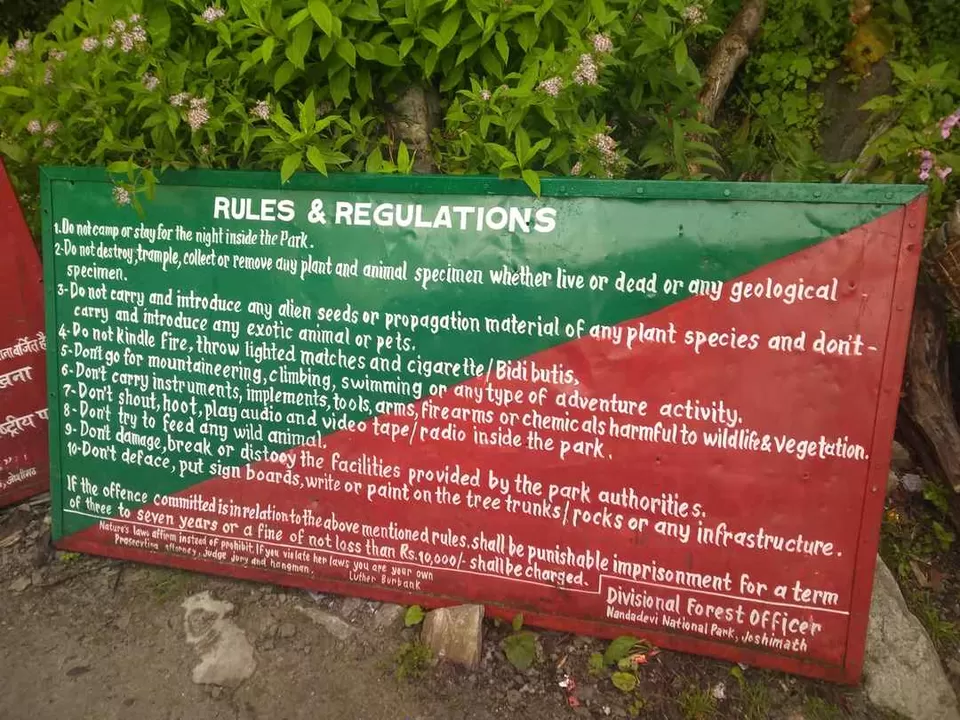 RULES & REGULATIONS
1. Do not camp or stay for the night inside the Park.
2-Do not destroy, trample, collect or remove any plant and animal specimen whether live or dead or any geological
specimen.
3-Do not carry and introduce any alien seeds or propagation material of any plant species and don't-
carry and introduce any exotic animal or pets.
4-Do not kindle fire, throw lighted matches and cigarette/Bidi butis,
5-Don't go for mountaineering, climbing, swimming or any type of adventure activity.
6-Don't carry instruments, implements, tools, arms, firearms or chemicals harmful to wildlife & vegetation.
7-Don't shout, hoot, play audio and video tape/radio inside the park.
8-Don't try to feed any wild animal.
9-Don't damage, break or distooy the facilities provided by the park authorities.
10-Don't deface, put sign boards, write or paint on the tree trunks/rocks or any infrastructure.
If the offence committed is in relation to the above mentioned rules. shall be punishable imprisonment for a term
of three to seven years or a fine of not less than Rs. 10,000/- shall be charged.
Nature's laws affirm instead of prohibit. If you violate her laws you are your own
Prosecting attorney, judge jury and hangman,
Luther Burbank
Divisional Forest Officer
Nandadevi National Park, Joshimath